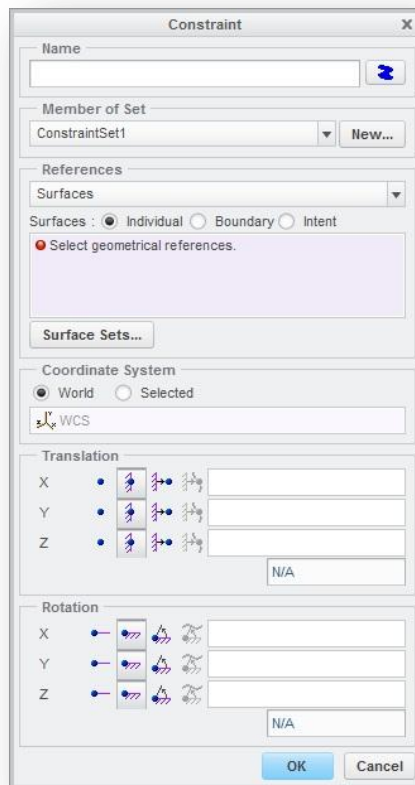 Constraint x
Name
Member of Set
ConstraintSet1 New...
References
Surfaces
Surfaces : Individual Boundary Intent
Select geometrical references.
Surface Sets...
Coordinate System
World Selected
WCS
Translation
X
Y
Z
N/A
Rotation
X
Y
Z
N/A
OK Cancel